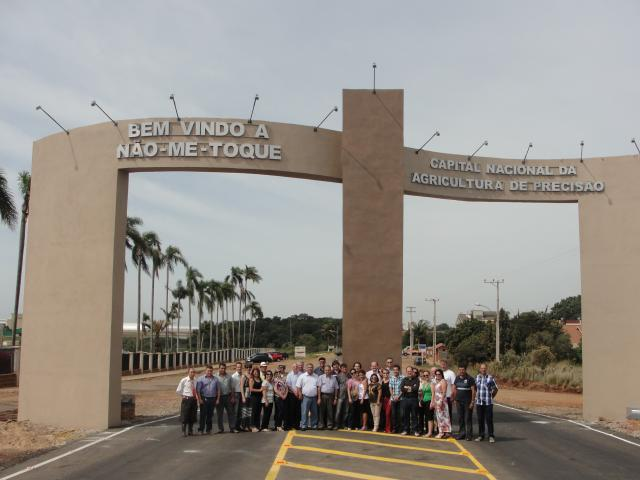 BEM VINDO A
NÃO-ME-TOQUE
CAPITAL NACIONAL DA
AGRICULTURA DE PRECISÃO